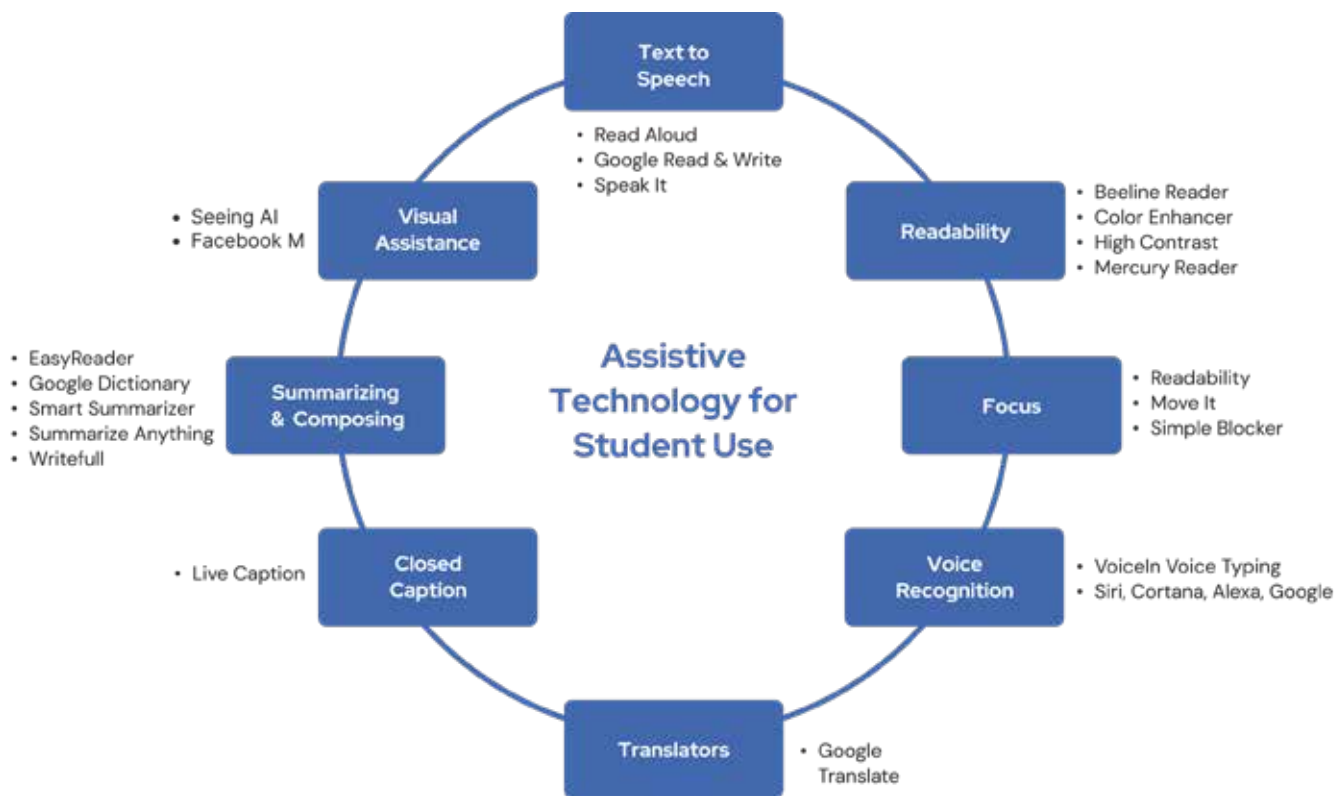 Text to
Speech
• Read Aloud
• Google Read & Write
• Speak It
Readability
• Beeline Reader
• Color Enhancer
• High Contrast
• Mercury Reader
Focus
• Readability
• Move It
• Simple Blocker
Voice
Recognition
• VoiceIn Voice Typing
• Siri, Cortana, Alexa, Google
Translators
• Google
Translate
Closed
Caption
• Live Caption
Summarizing
& Composing
• EasyReader
• Google Dictionary
• Smart Summarizer
• Summarize Anything
• Writefull
Visual
Assistance
• Seeing AI
• Facebook M
Assistive
Technology for
Student Use